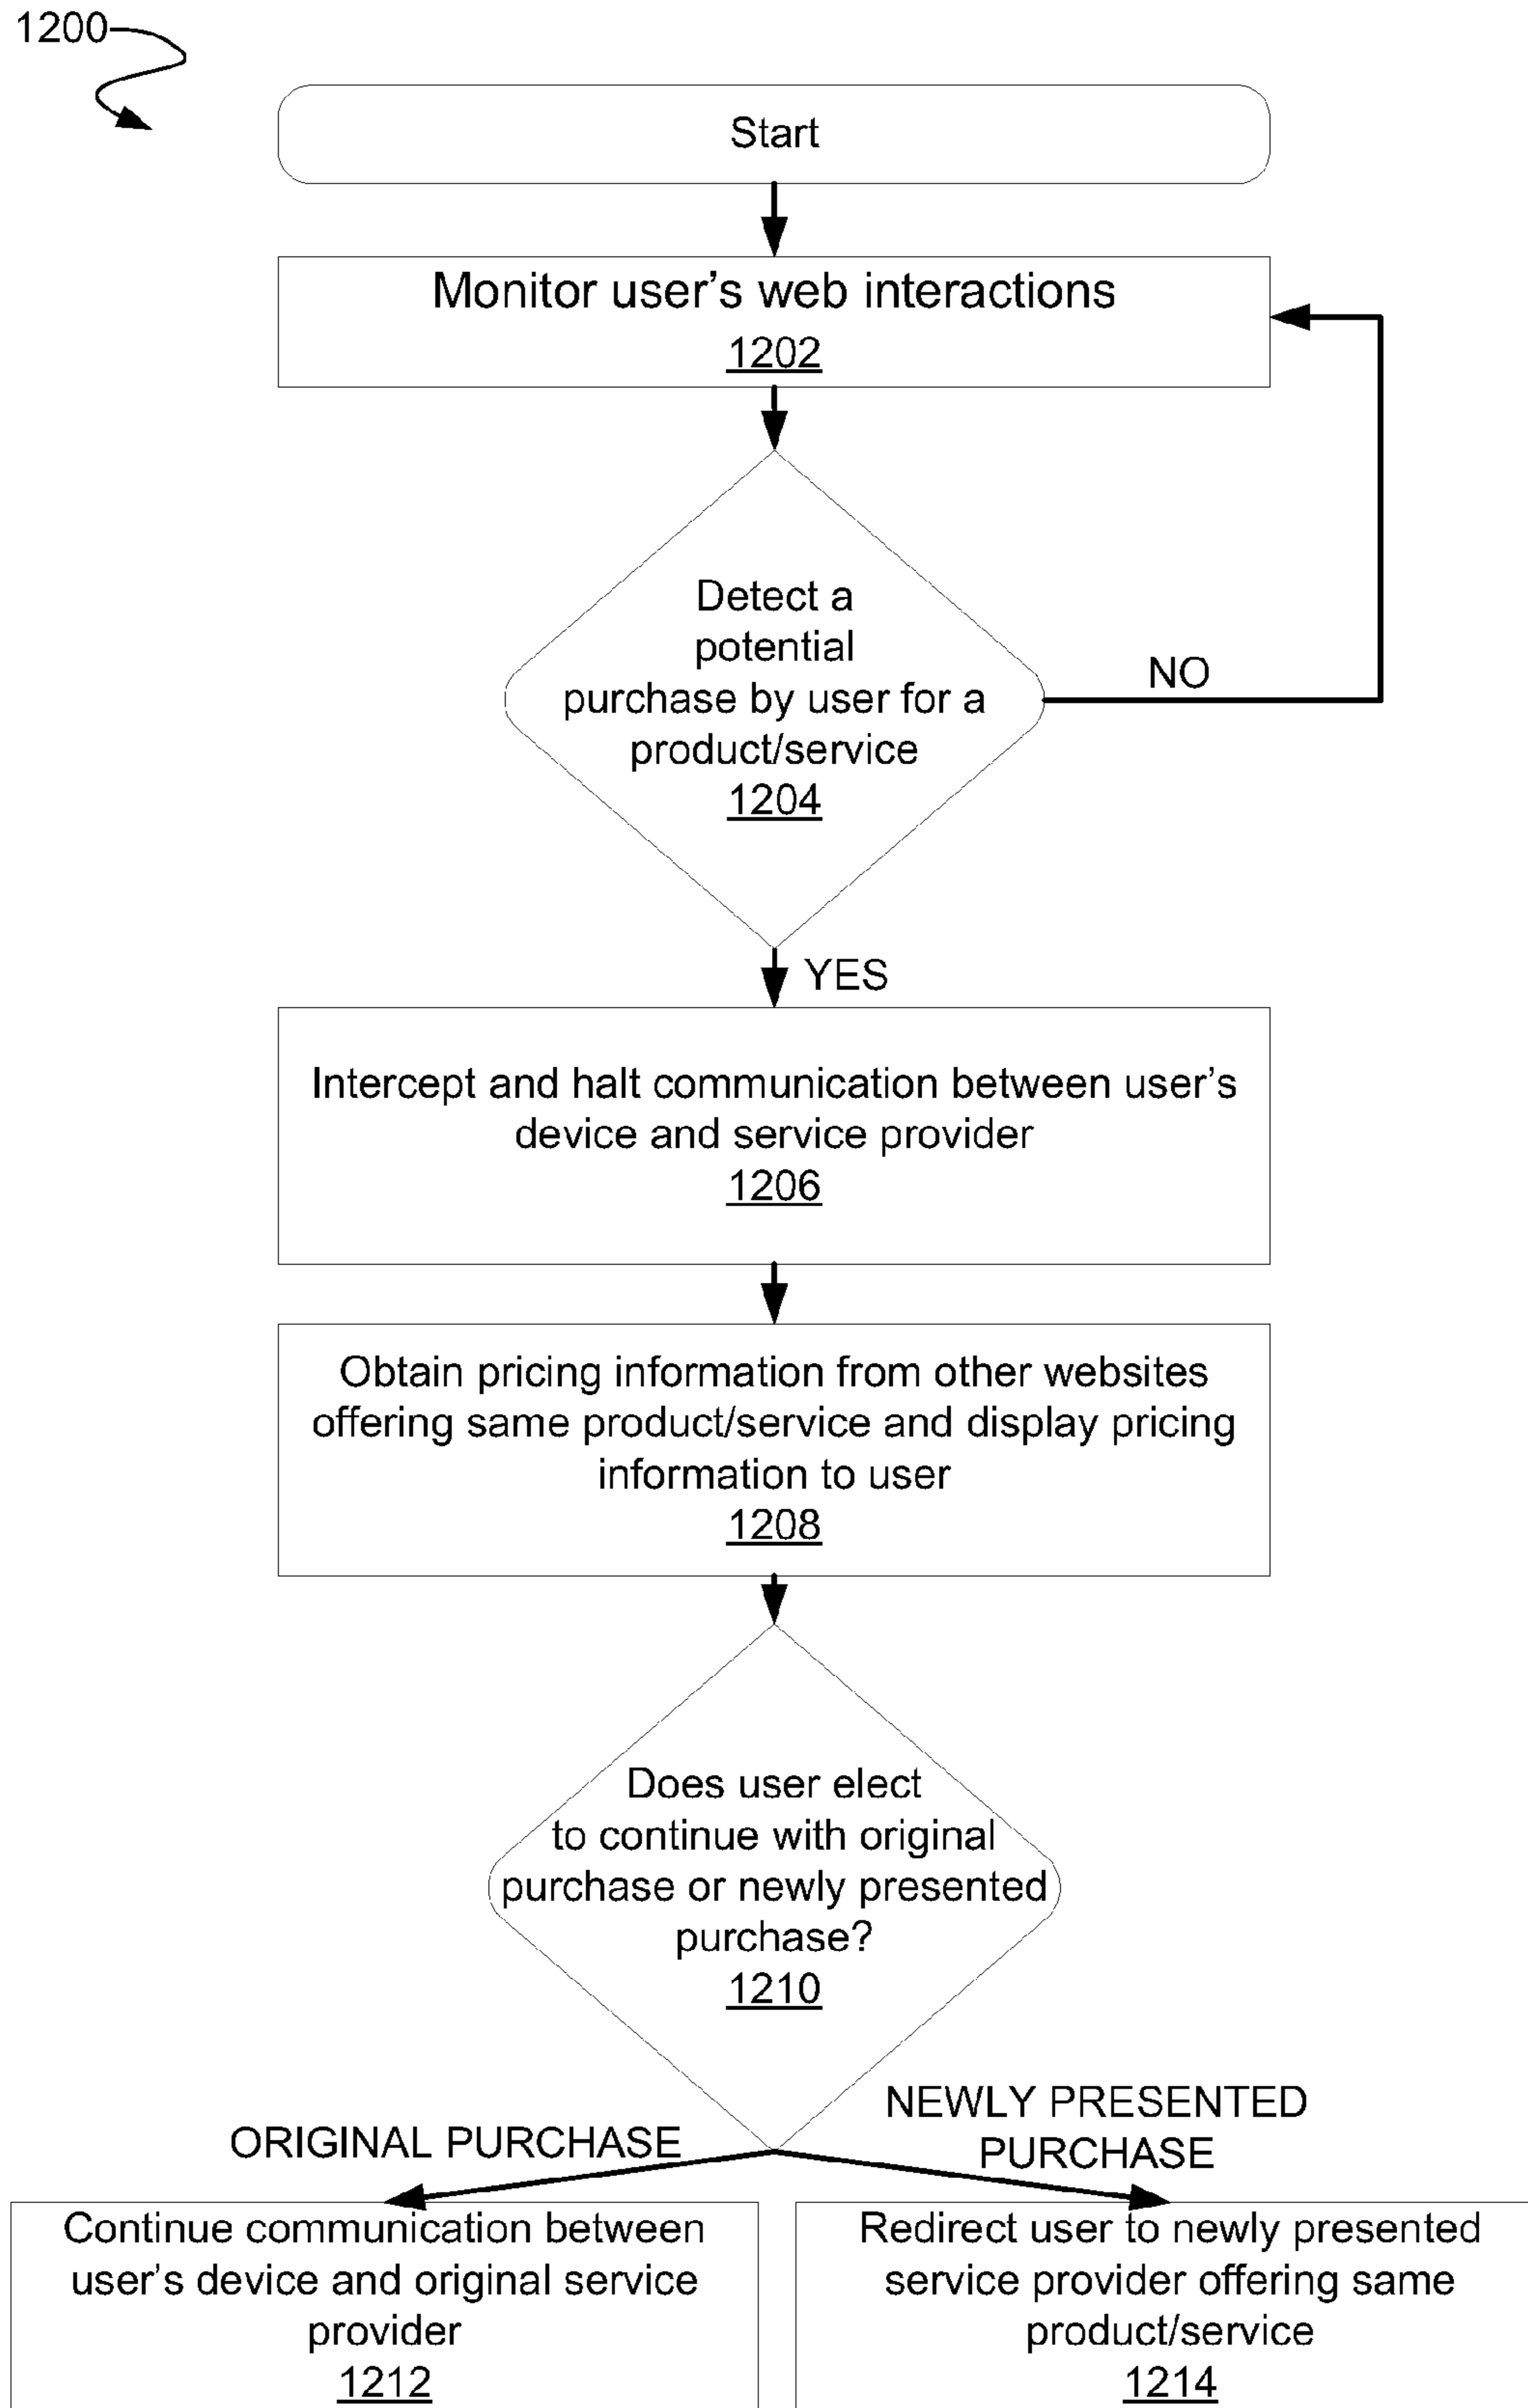 1200
Start
Monitor user's web interactions
1202
Detect a
potential
purchase by user for a
product/service
1204
NO
YES
Intercept and halt communication between user's
device and service provider
1206
Obtain pricing information from other websites
offering same product/service and display pricing
information to user
1208
Does user elect
to continue with original
purchase or newly presented
purchase?
1210
ORIGINAL PURCHASE
NEWLY PRESENTED
PURCHASE
Continue communication between
user's device and original service
provider
1212
Redirect user to newly presented
service provider offering same
product/service
1214